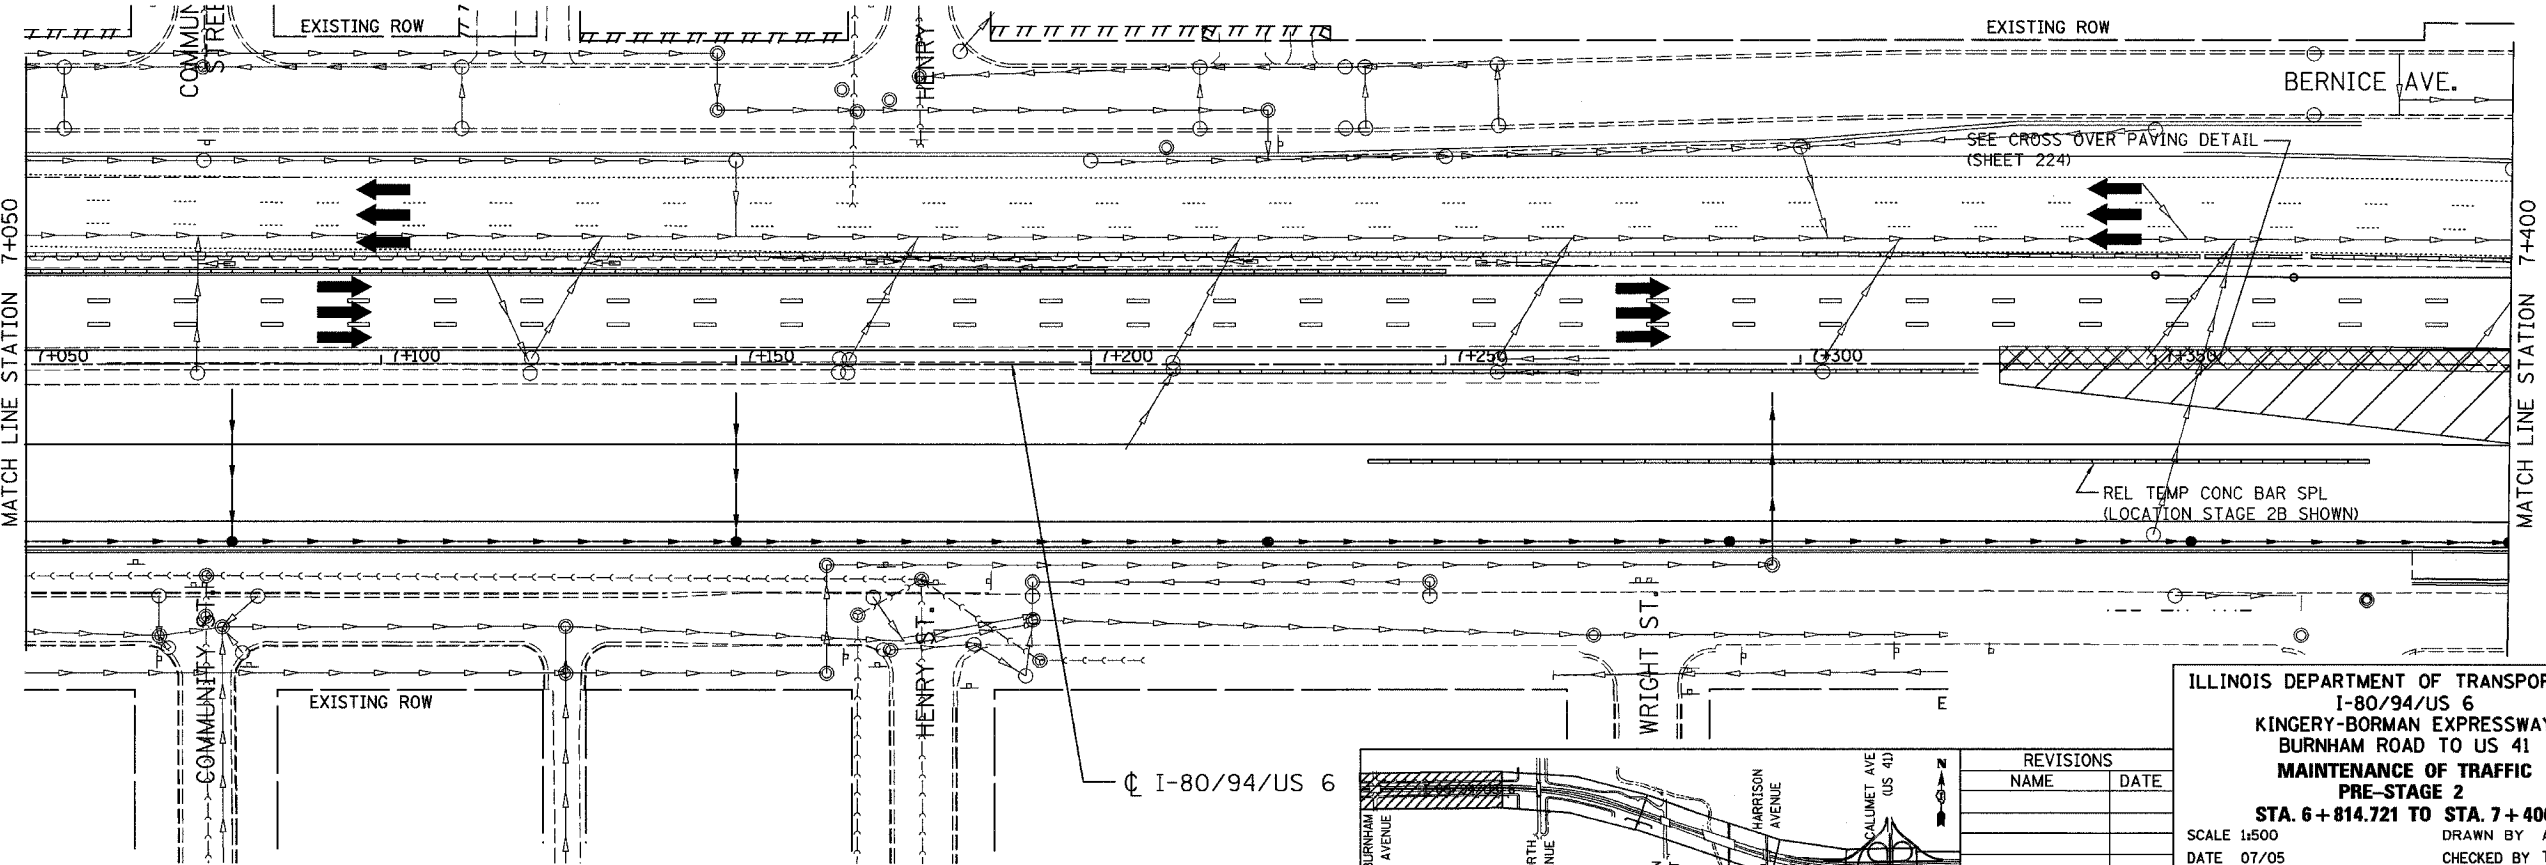 EXISTING ROW
EXISTING ROW
HENRY
BERNICE AVE.
SEE CROSS OVER PAVING DETAIL
(SHEET 224)
MATCH LINE STATION 7+050
MATCH LINE STATION 7+400
7+050
7+100
7+150
7+200
7+250
7+300
7+350
REL TEMP CONC BAR SPL
(LOCATION STAGE 2B SHOWN)
COMMUNITY ST.
HENRY ST.
WRIGHT ST.
EXISTING ROW
E
℄ I-80/94/US 6
HARRISON
AVENUE
CALUMET AVE
(US 41)
N
BURNHAM
AVENUE
REVISIONS
NAME
DATE
ILLINOIS DEPARTMENT OF TRANSPOR
I-80/94/US 6
KINGERY-BORMAN EXPRESSWAY
BURNHAM ROAD TO US 41
MAINTENANCE OF TRAFFIC
PRE-STAGE 2
STA. 6+814.721 TO STA. 7+400
SCALE 1:500
DRAWN BY
DATE 07/05
CHECKED BY